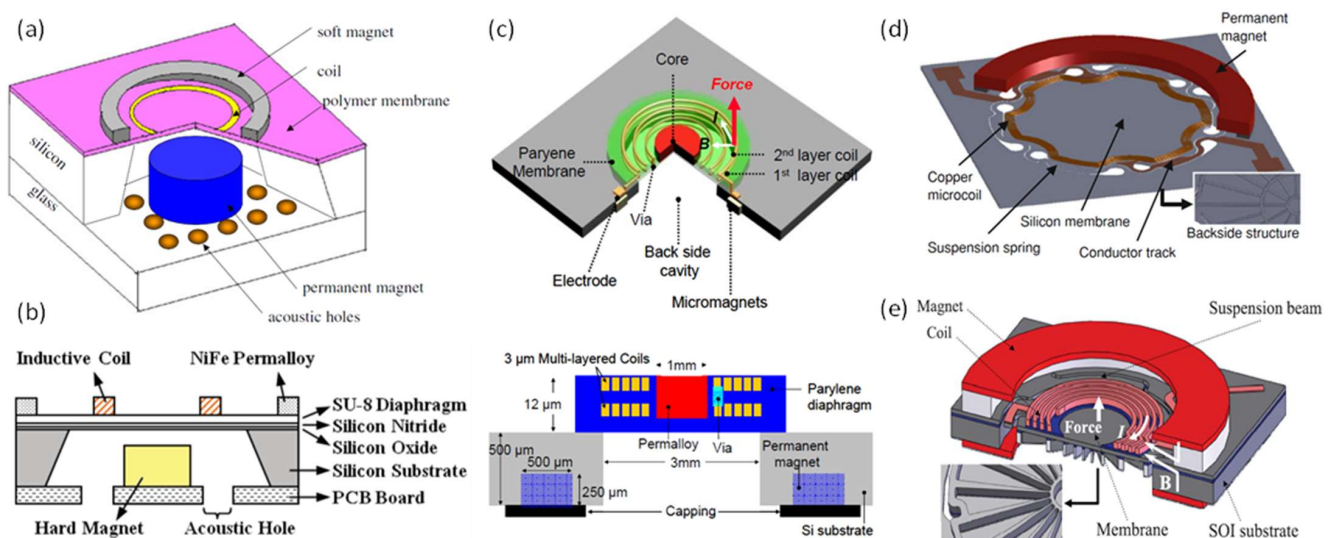 (a)
soft magnet
coil
polymer membrane
silicon
glass
permanent magnet
acoustic holes
(b)
Inductive Coil
NiFe Permalloy
SU-8 Diaphragm
Silicon Nitride
Silicon Oxide
Silicon Substrate
PCB Board
Hard Magnet
Acoustic Hole
(c)
Core
Force
I
B
Paryene
Membrane
2nd layer coil
1st layer coil
Via
Back side
cavity
Electrode
Micromagnets
3 µm Multi-layered Coils
1mm
Parylene
diaphragm
12 µm
Permalloy
Via
500 µm
500 µm
3mm
Permanent
magnet
250 µm
Capping
Si substrate
(d)
Permanent
magnet
Copper
microcoil
Silicon membrane
Suspension spring
Conductor track
Backside structure
(e)
Magnet
Coil
Suspension beam
Force
I
B
Membrane
SOI substrate